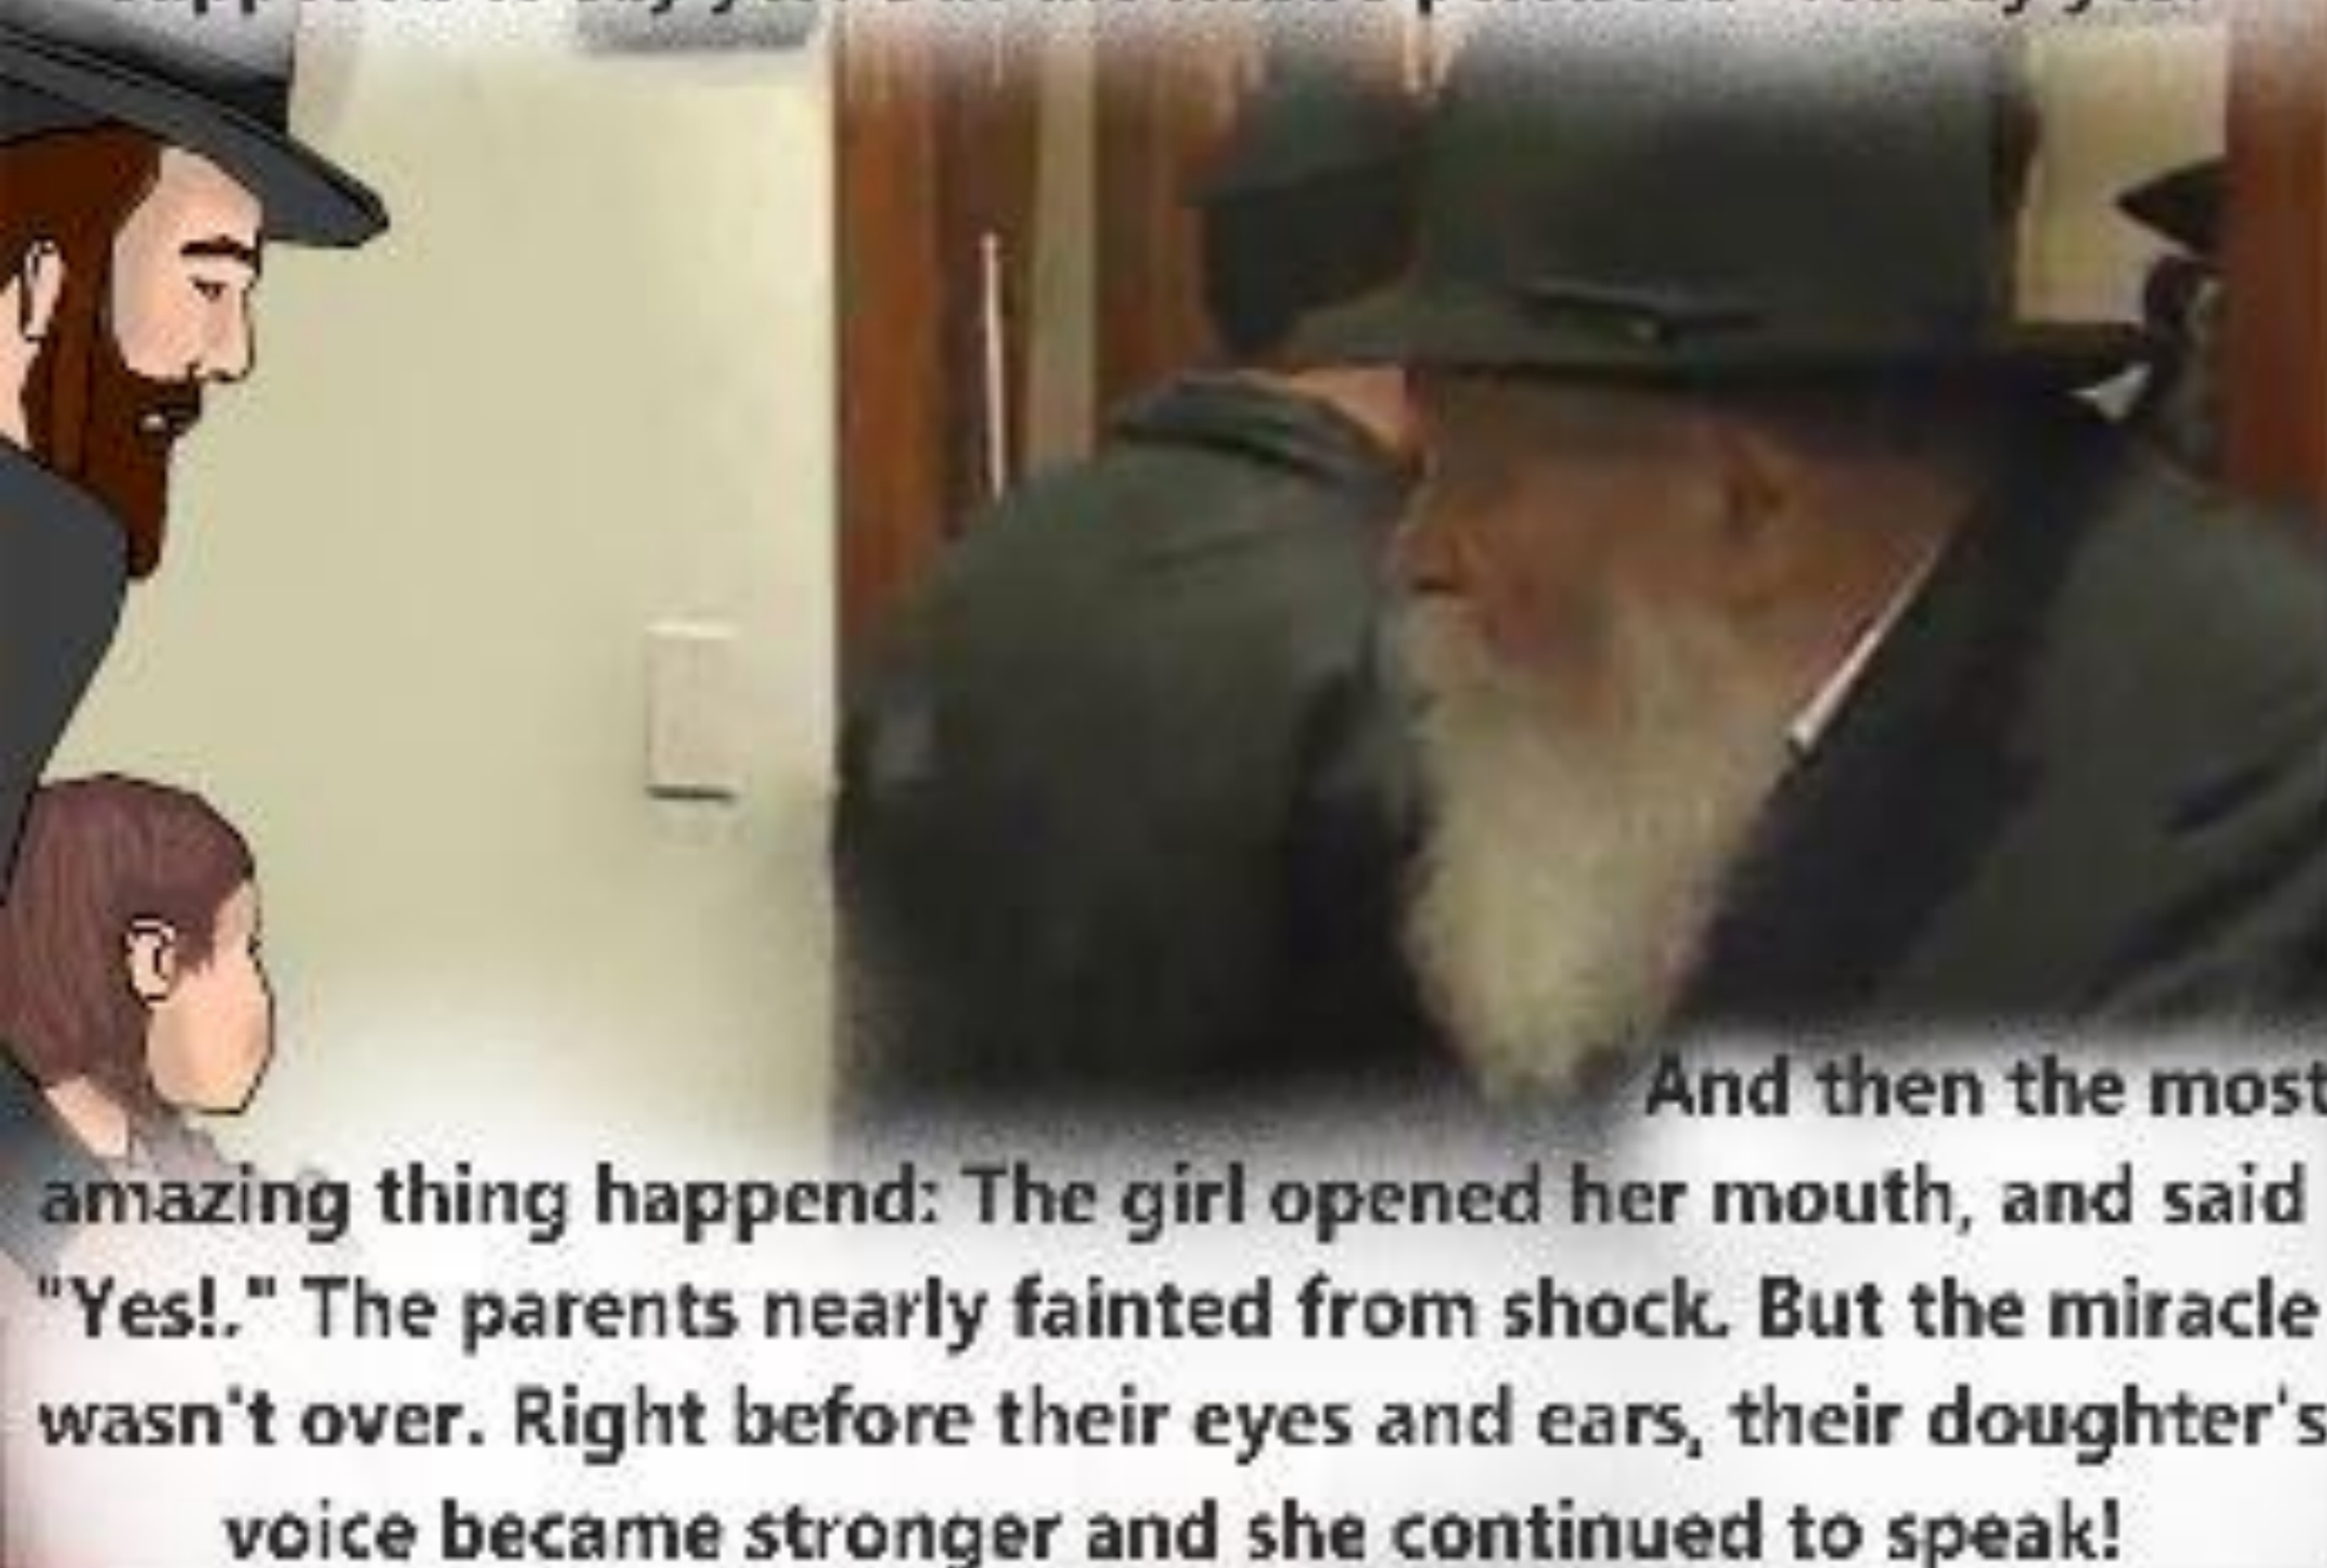 And then the most
amazing thing happend: The girl opened her mouth, and said
"Yes!." The parents nearly fainted from shock. But the miracle
wasn't over. Right before their eyes and ears, their doughter's
voice became stronger and she continued to speak!